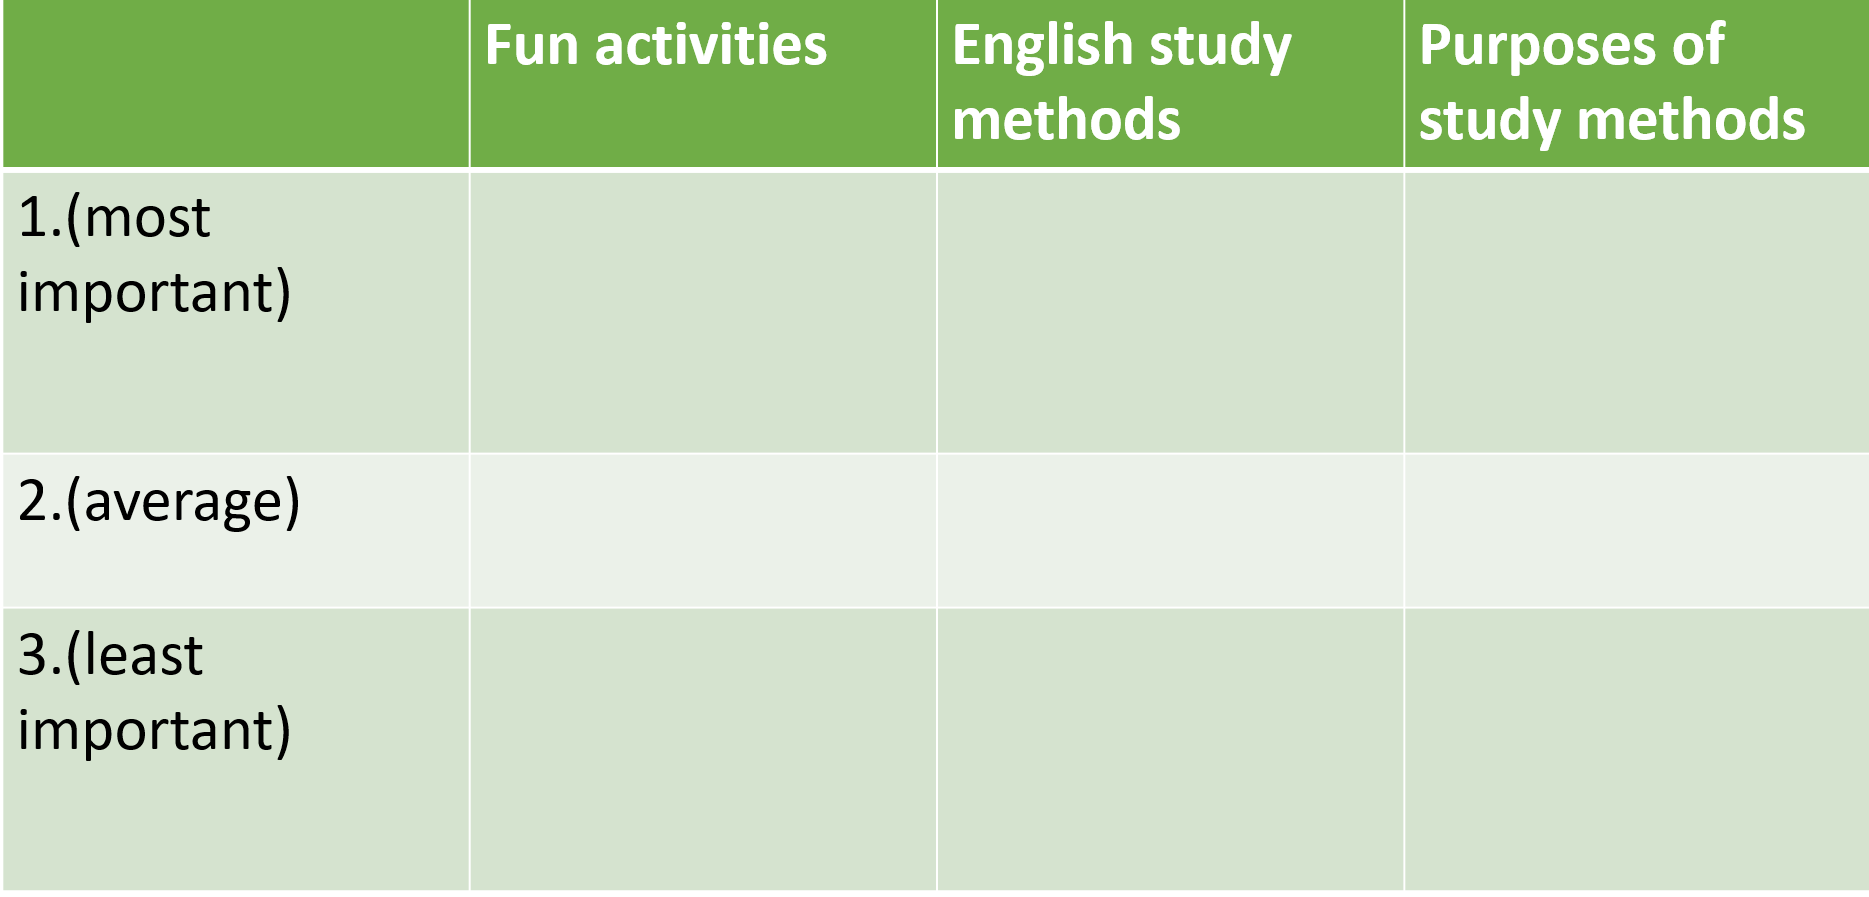 Fun activities
English study
methods
Purposes of
study methods
1.(most
important)
2.(average)
3.(least
important)